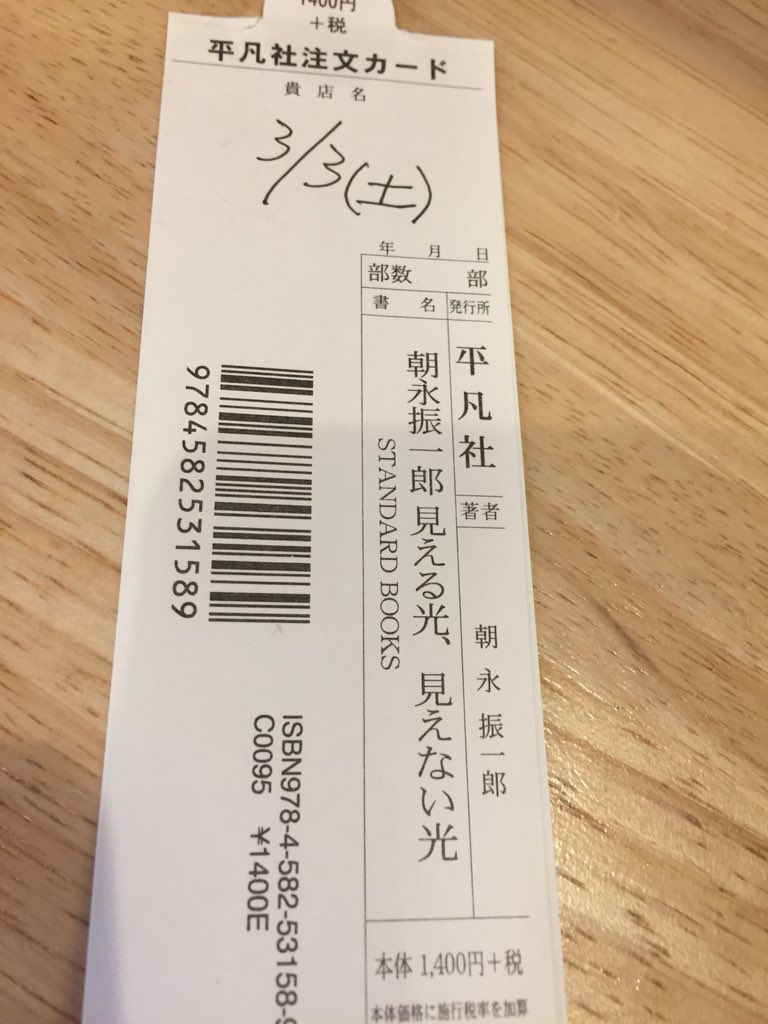 1400円
+税
平凡社注文カード
貴店名
3/3(土)
年 月 日
部数 部
書名 発行所
平凡社
著者
朝永振一郎
朝永振一郎 見える光、見えない光
STANDARD BOOKS
9784582531589
ISBN978-4-582-53158-9
C0095 ¥1400E
本体 1,400円+税
本体価格に施行税率を加算